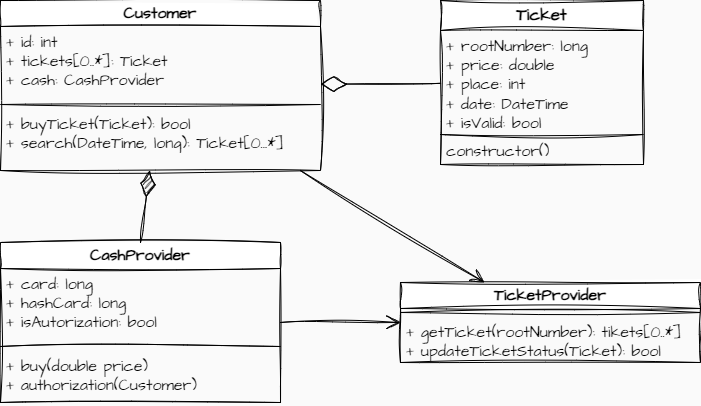 Customer
+ id: int
+ tickets[0...*]: Ticket
+ cash: CashProvider
+ buyTicket(Ticket): bool
+ search(DateTime, long): Ticket[0...*]
Ticket
+ rootNumber: long
+ price: double
+ place: int
+ date: DateTime
+ isValid: bool
constructor()
CashProvider
+ card: long
+ hashCard: long
+ isAutorization: bool
+ buy(double price)
+ authorization(Customer)
TicketProvider
+ getTicket(rootNumber): tikets[0...*]
+ updateTicketStatus(Ticket): bool